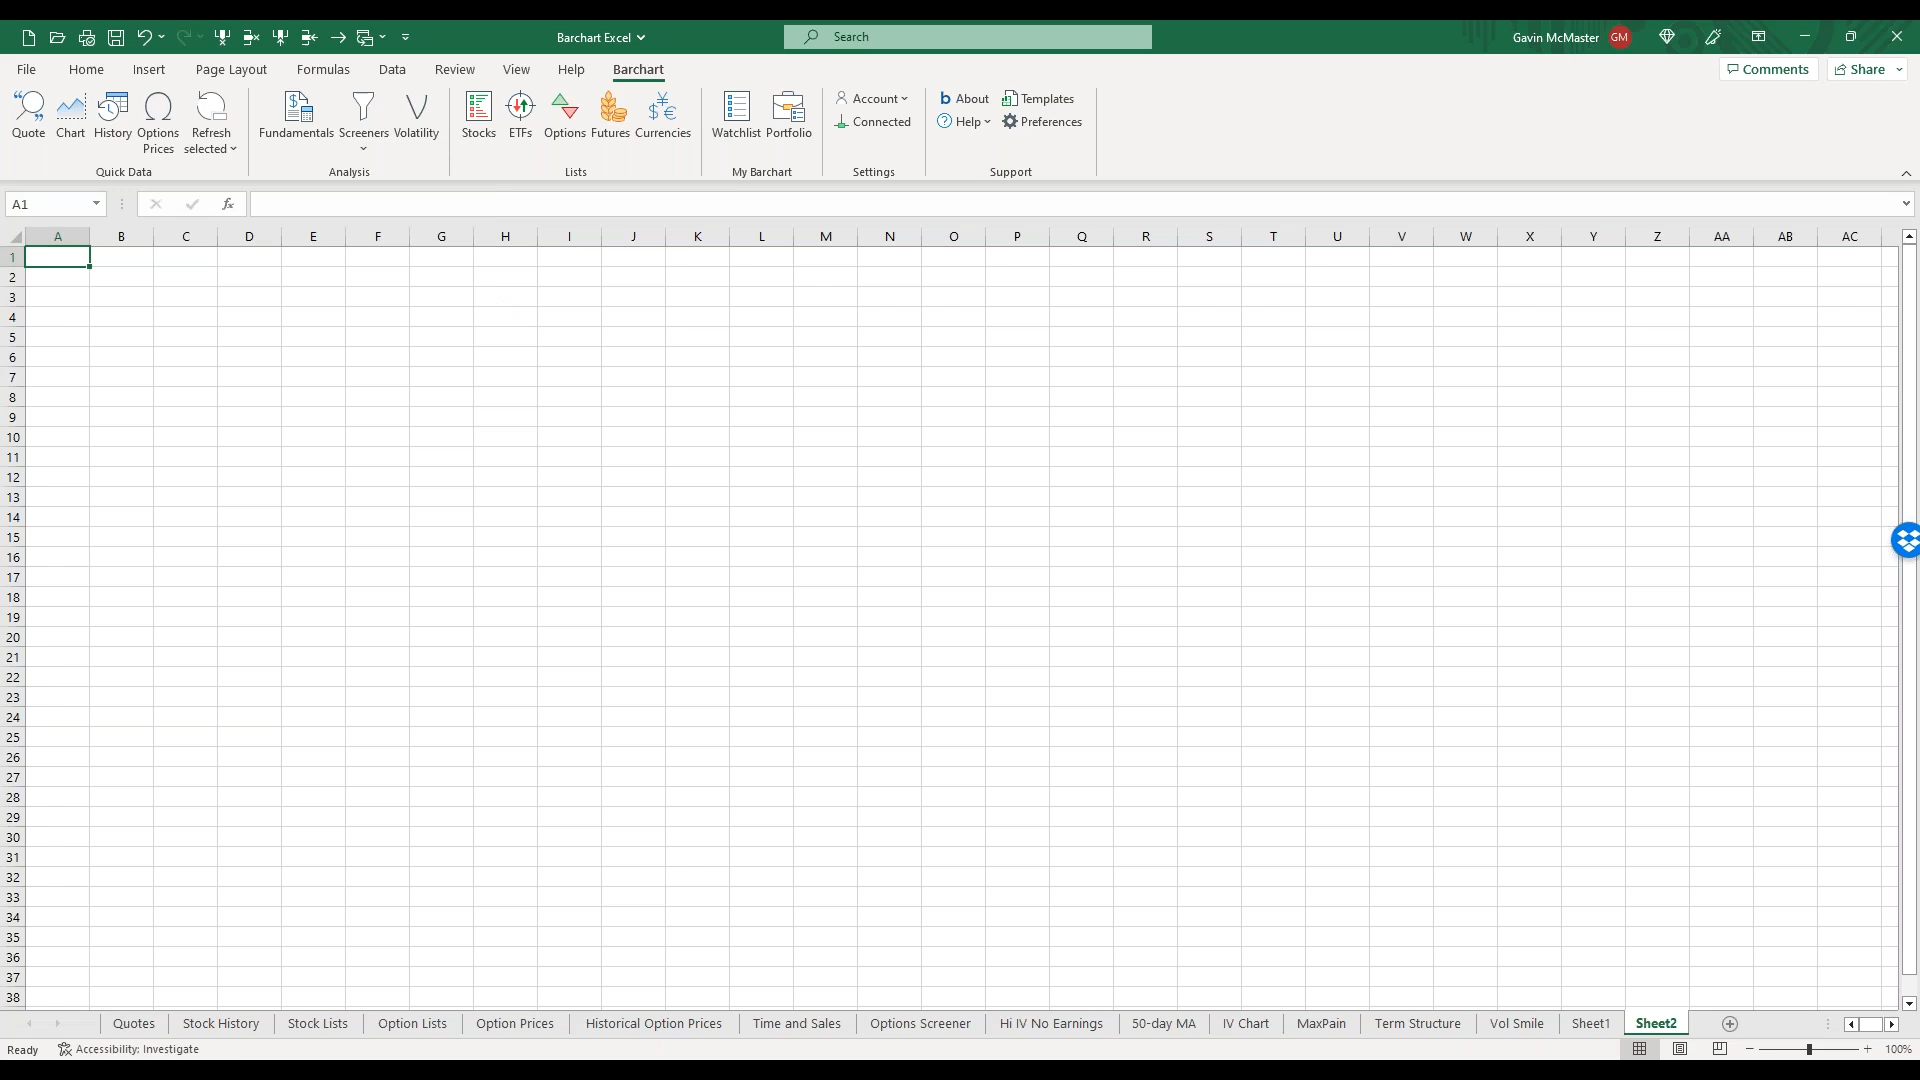 Barchart Excel
Search
Gavin McMaster GM
File Home Insert Page Layout Formulas Data Review View Help Barchart
Comments Share
Quote Chart History Options Prices Refresh selected
Quick Data
Fundamentals Screeners Volatility
Analysis
Stocks ETFs Options Futures Currencies
Lists
Watchlist Portfolio
My Barchart
Account
Connected
Settings
b About Templates
Help Preferences
Support
A1 fx
A B C D E F G H I J K L M N O P Q R S T U V W X Y Z AA AB AC
1
2
3
4
5
6
7
8
9
10
11
12
13
14
15
16
17
18
19
20
21
22
23
24
25
26
27
28
29
30
31
32
33
34
35
36
37
38
Quotes Stock History Stock Lists Option Lists Option Prices Historical Option Prices Time and Sales Options Screener Hi IV No Earnings 50-day MA IV Chart MaxPain Term Structure Vol Smile Sheet1 Sheet2
Ready Accessibility: Investigate 100%